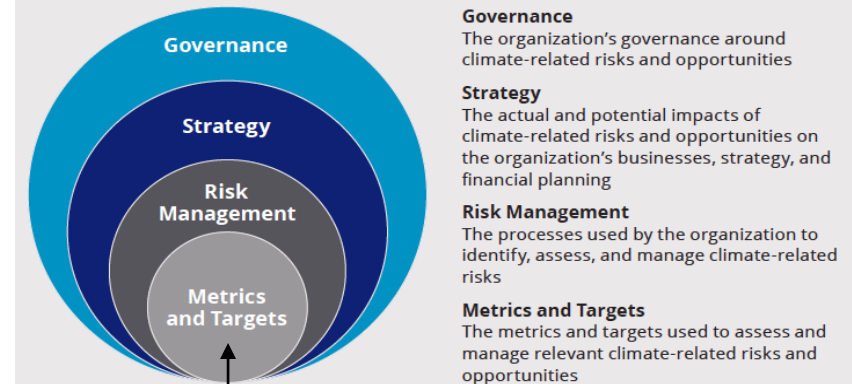 Governance
Strategy
Risk
Management
Metrics
and Targets
Governance
The organization’s governance around
climate-related risks and opportunities
Strategy
The actual and potential impacts of
climate-related risks and opportunities on
the organization’s businesses, strategy, and
financial planning
Risk Management
The processes used by the organization to
identify, assess, and manage climate-related
risks
Metrics and Targets
The metrics and targets used to assess and
manage relevant climate-related risks and
opportunities